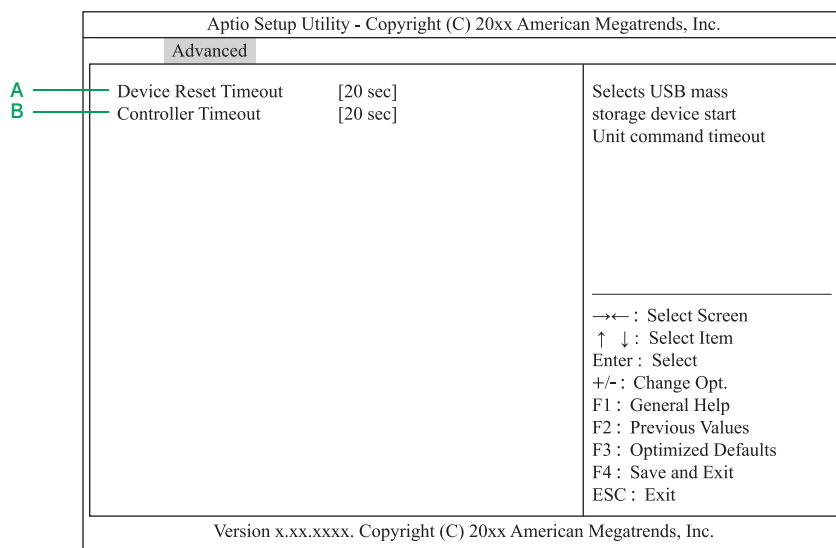 Aptio Setup Utility - Copyright (C) 20xx American Megatrends, Inc.
Advanced
A Device Reset Timeout [20 sec]
B Controller Timeout [20 sec]
Selects USB mass
storage device start
Unit command timeout
→←: Select Screen
↑ ↓: Select Item
Enter : Select
+/-: Change Opt.
F1: General Help
F2: Previous Values
F3: Optimized Defaults
F4: Save and Exit
ESC: Exit
Version x.xx.xxxx. Copyright (C) 20xx American Megatrends, Inc.